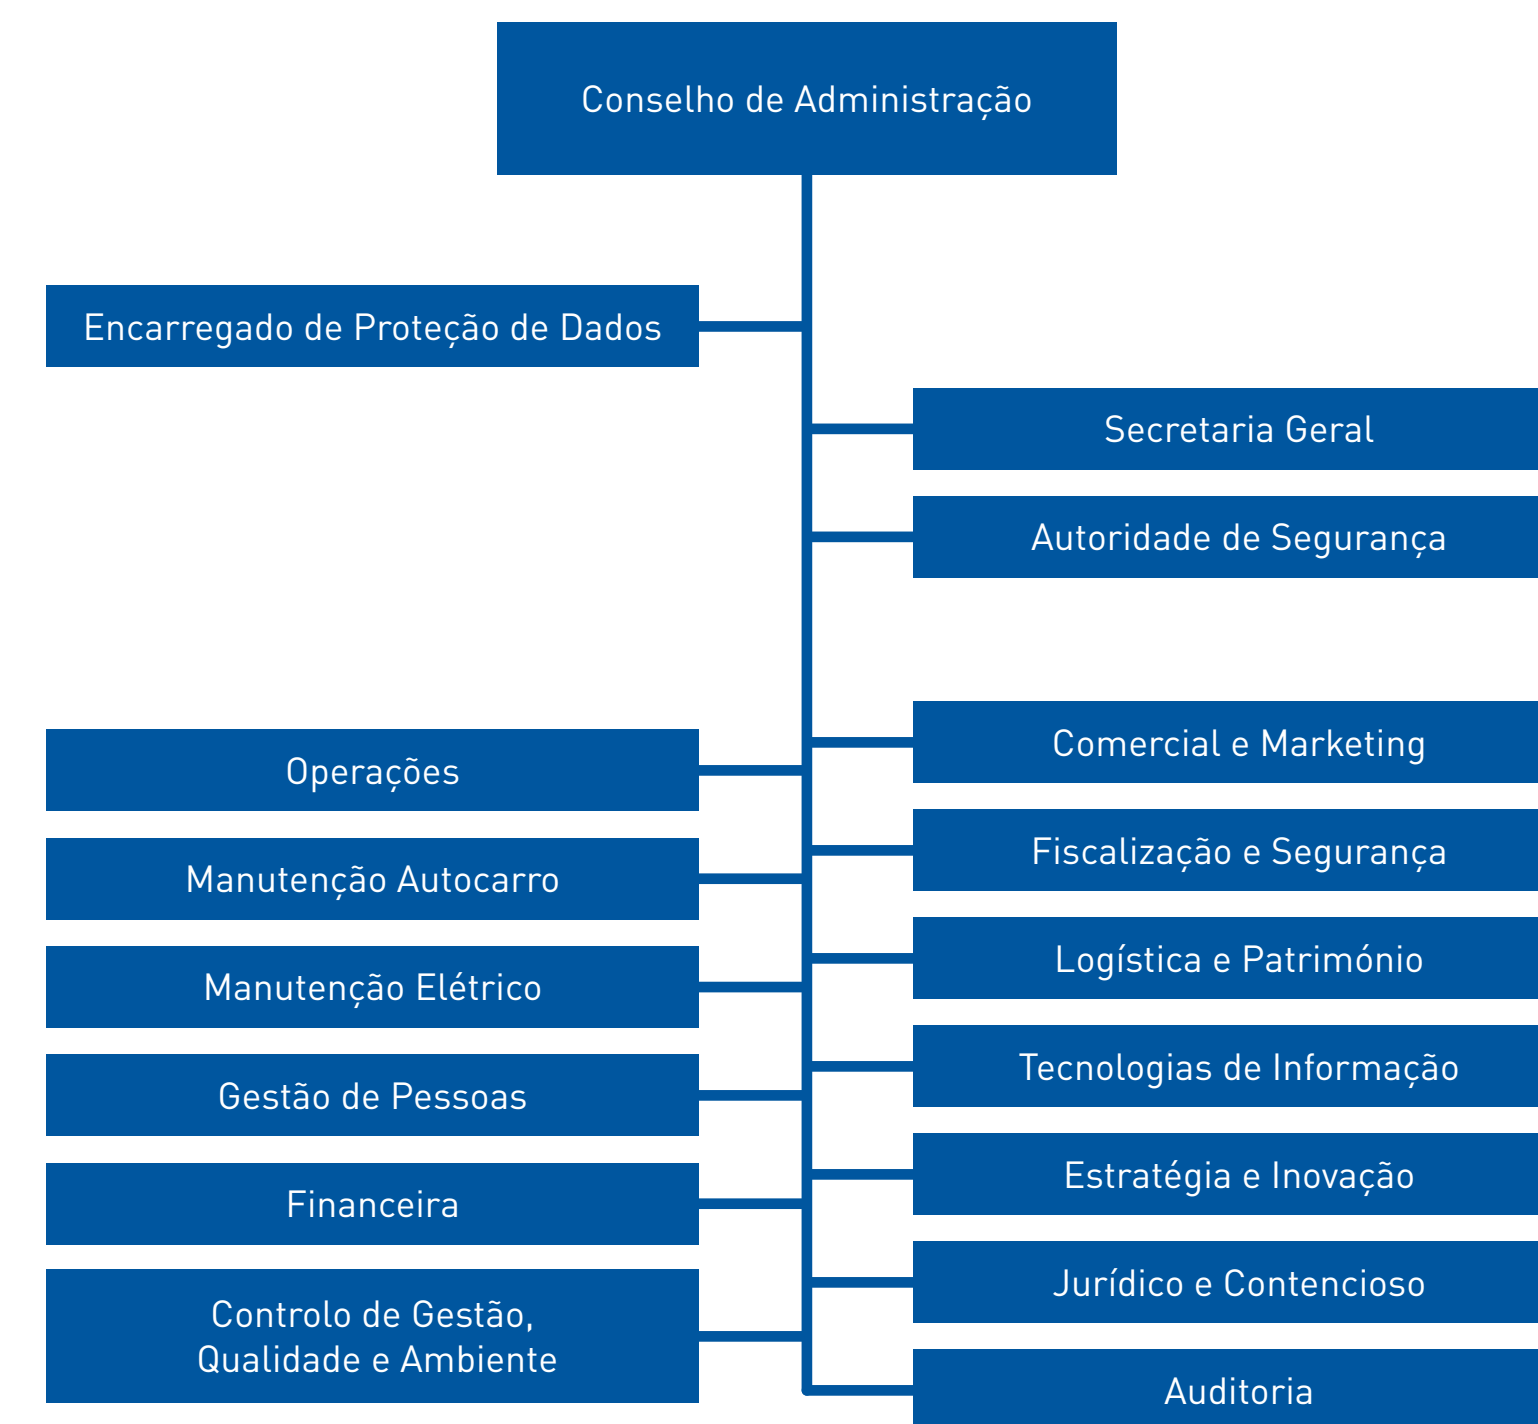 Conselho de Administração
Encarregado de Proteção de Dados
Secretaria Geral
Autoridade de Segurança
Operações
Manutenção Autocarro
Manutenção Elétrico
Gestão de Pessoas
Financeira
Controlo de Gestão,
Qualidade e Ambiente
Comercial e Marketing
Fiscalização e Segurança
Logística e Património
Tecnologias de Informação
Estratégia e Inovação
Jurídico e Contencioso
Auditoria